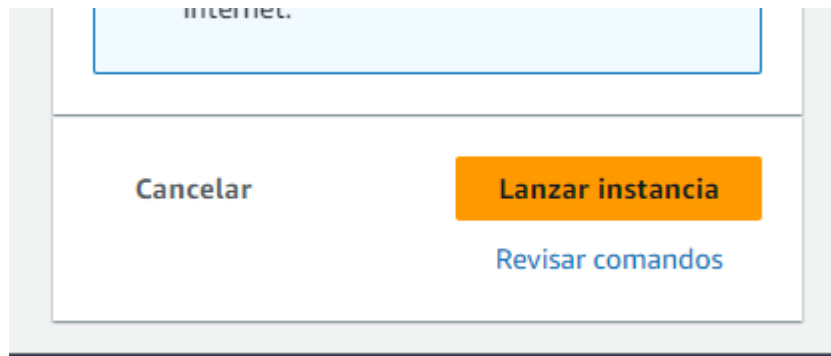 internet.
Cancelar
Lanzar instancia
Revisar comandos